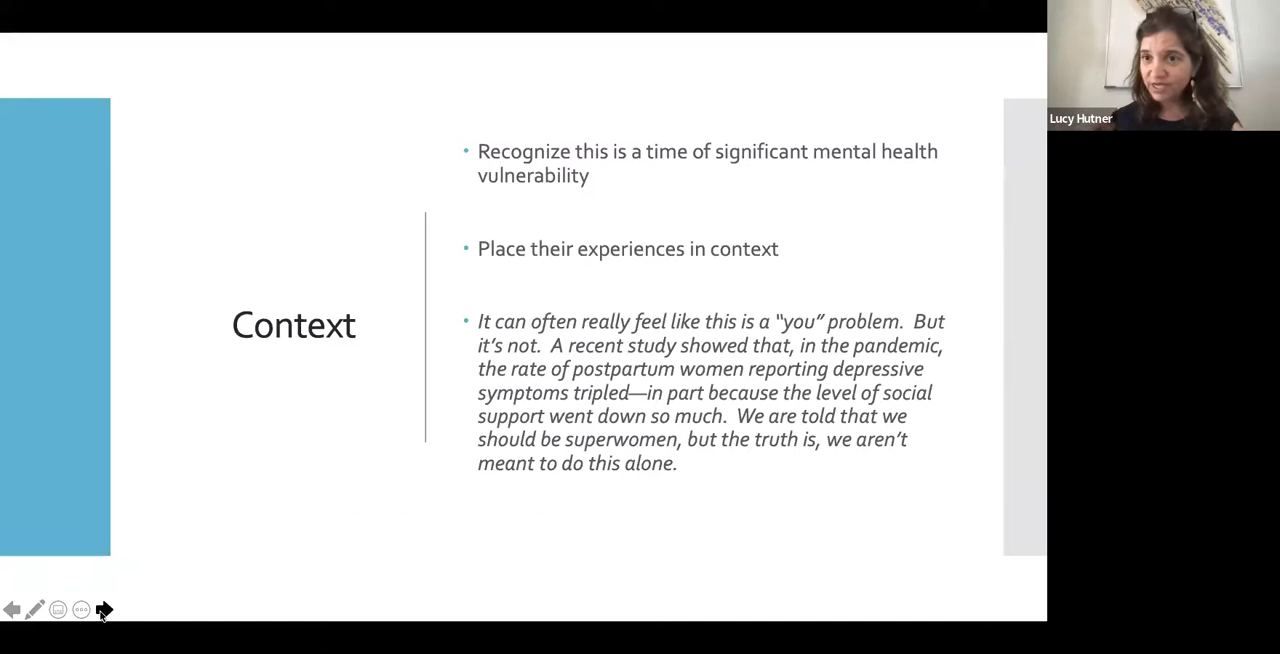 Lucy Hutner
Context
• Recognize this is a time of significant mental health
vulnerability
• Place their experiences in context
• It can often really feel like this is a “you” problem.  But
it’s not.  A recent study showed that, in the pandemic,
the rate of postpartum women reporting depressive
symptoms tripled—in part because the level of social
support went down so much.  We are told that we
should be superwomen, but the truth is, we aren’t
meant to do this alone.